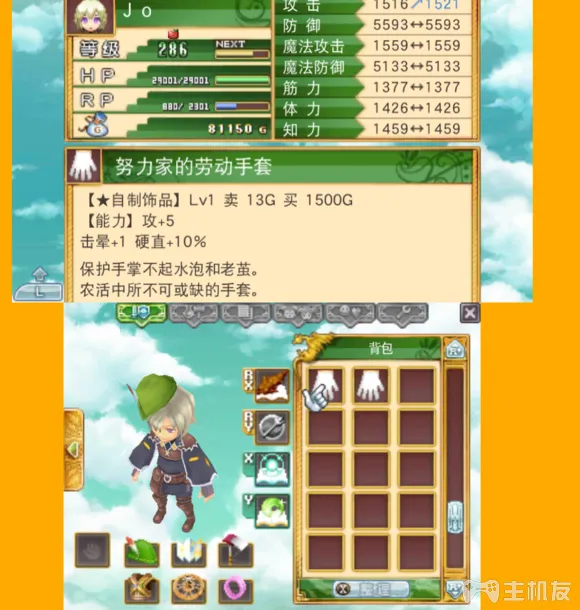 Jo
攻击 1516↗1521
防御 5593↔5593
等级 286 NEXT
魔法攻击 1559↔1559
HP 29001/29001
魔法防御 5133↔5133
筋力 1377↔1377
RP 880/2301
体力 1426↔1426
G 81150 G
知力 1459↔1459
努力家的劳动手套
【★自制饰品】Lv1 卖 13G 买 1500G
【能力】攻+5
击晕+1 硬直+10%
保护手掌不起水泡和老茧。
农活中所不可或缺的手套。
L
背包
R
X
R
Y
X
Y
X 整理
主机友